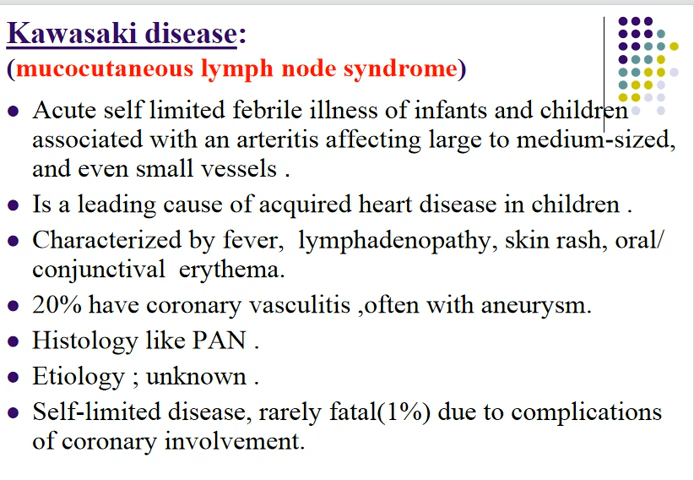 Kawasaki disease:
(mucocutaneous lymph node syndrome)
● Acute self limited febrile illness of infants and children
associated with an arteritis affecting large to medium-sized,
and even small vessels .
● Is a leading cause of acquired heart disease in children .
● Characterized by fever,  lymphadenopathy, skin rash, oral/
conjunctival  erythema.
● 20% have coronary vasculitis ,often with aneurysm.
● Histology like PAN .
● Etiology ; unknown .
● Self-limited disease, rarely fatal(1%) due to complications
of coronary involvement.